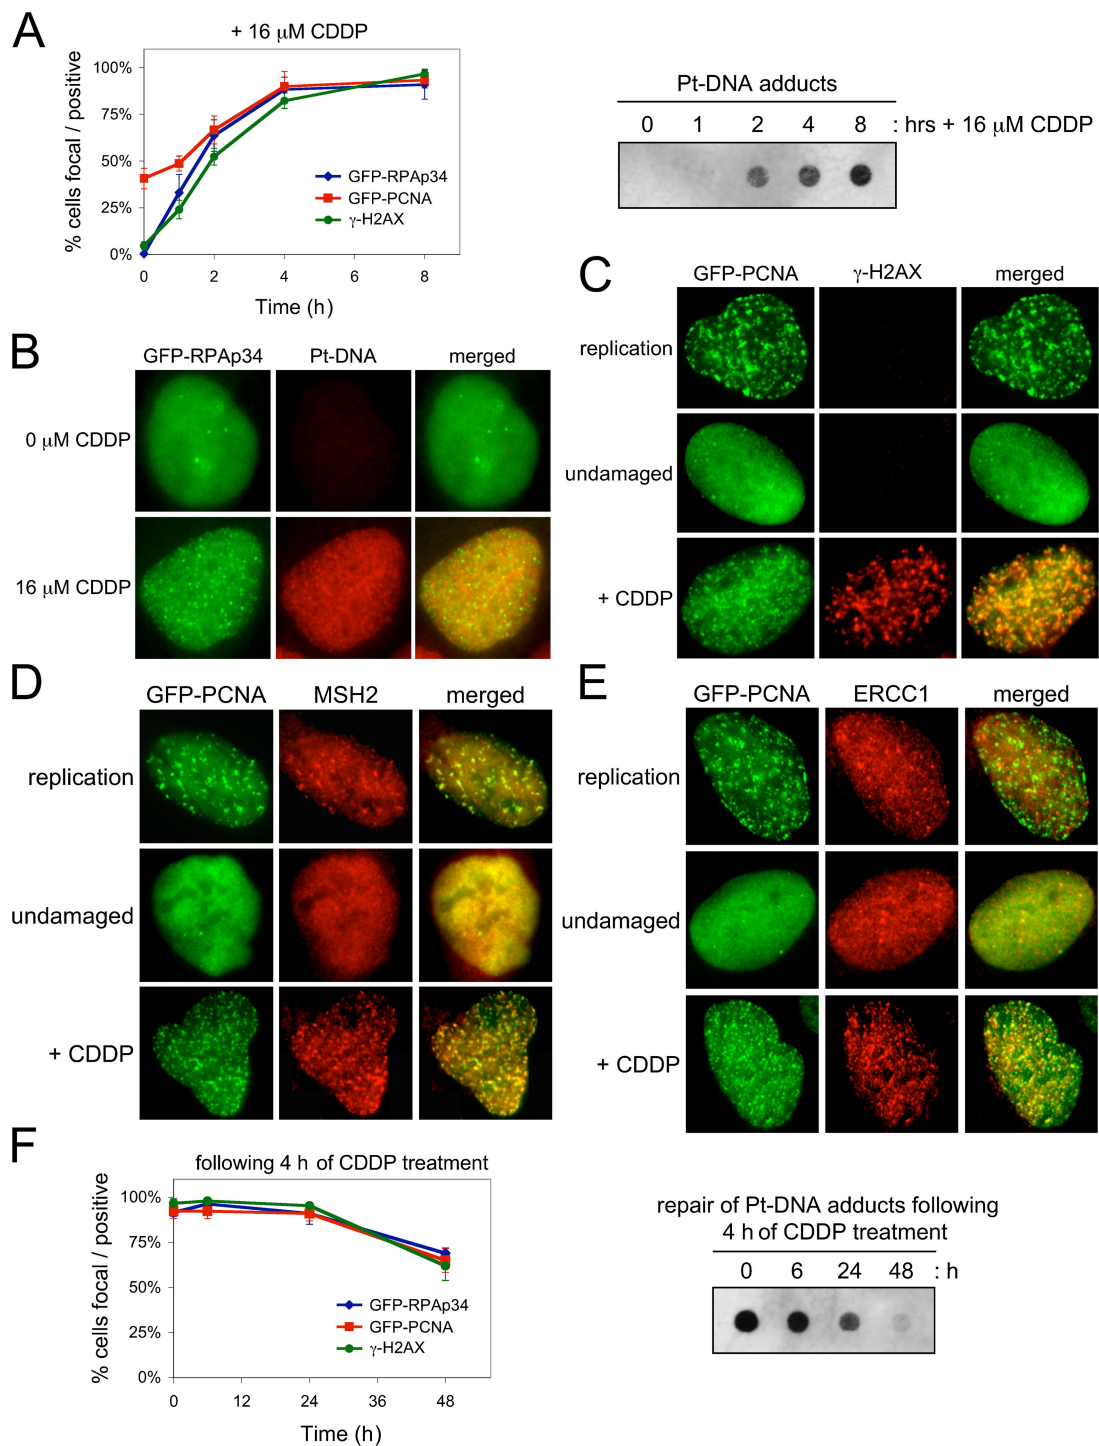 A
+ 16 μM CDDP
100%
75%
50%
25%
0%
% cells focal / positive
0 2 4 6 8
Time (h)
GFP-RPAp34
GFP-PCNA
γ-H2AX
Pt-DNA adducts
0 1 2 4 8 : hrs + 16 μM CDDP
B
GFP-RPAp34 Pt-DNA merged
0 μM CDDP
16 μM CDDP
C
GFP-PCNA γ-H2AX merged
replication
undamaged
+ CDDP
D
GFP-PCNA MSH2 merged
replication
undamaged
+ CDDP
E
GFP-PCNA ERCC1 merged
replication
undamaged
+ CDDP
F
following 4 h of CDDP treatment
100%
75%
50%
25%
0%
% cells focal / positive
0 12 24 36 48
Time (h)
GFP-RPAp34
GFP-PCNA
γ-H2AX
repair of Pt-DNA adducts following
4 h of CDDP treatment
0 6 24 48 : h